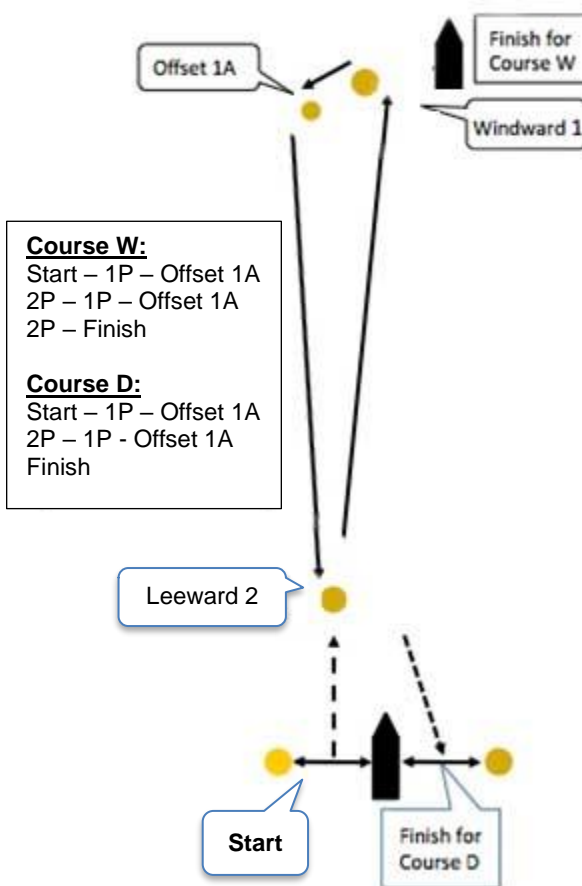 Finish for
Course W
Offset 1A
Windward 1
Course W:
Start – 1P – Offset 1A
2P – 1P – Offset 1A
2P – Finish
Course D:
Start – 1P – Offset 1A
2P – 1P - Offset 1A
Finish
Leeward 2
Start
Finish for
Course D